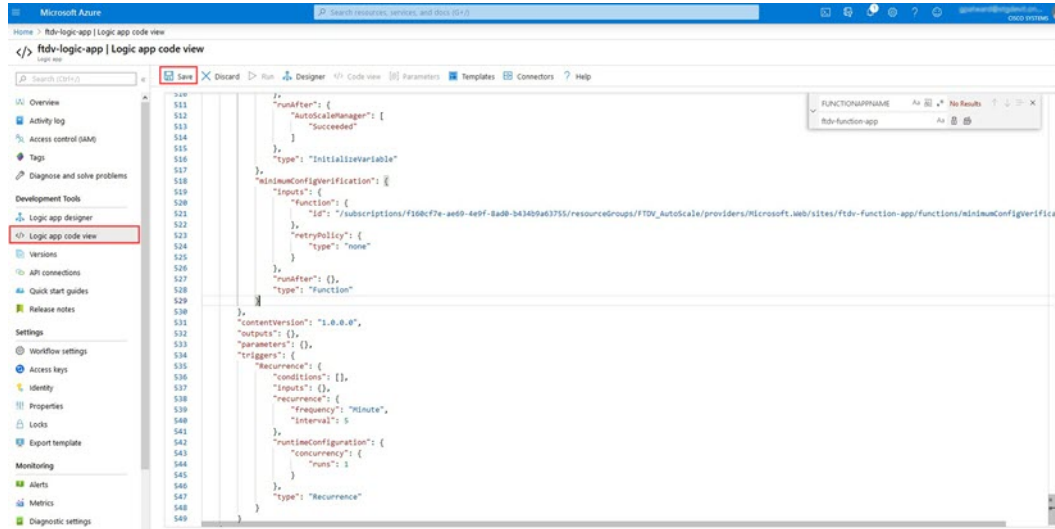 Microsoft Azure
Search resources, services, and docs (G+/)
CISCO SYSTEMS
Home > ftdv-logic-app | Logic app code view
</> ftdv-logic-app | Logic app code view
Logic app
Search (Ctrl+/)
«
Save
Discard
Run
Designer
</> Code view
[@] Parameters
Templates
Connectors
? Help
Overview
Activity log
Access control (IAM)
Tags
Diagnose and solve problems
Development Tools
Logic app designer
</> Logic app code view
Versions
API connections
Quick start guides
Release notes
Settings
Workflow settings
Access keys
Identity
Properties
Locks
Export template
Monitoring
Alerts
Metrics
Diagnostic settings
FUNCTIONAPPNAME
No Results
ftdv-function-app
510 },
511 "runAfter": {
512 "AutoScaleManager": [
513 "Succeeded"
514 ]
515 },
516 "type": "InitializeVariable"
517 },
518 "minimumConfigVerification": {
519 "inputs": {
520 "function": {
521 "id": "/subscriptions/f160cf7e-ae69-4e9f-8ad0-b434b9a63755/resourceGroups/FTDV_AutoScale/providers/Microsoft.Web/sites/ftdv-function-app/functions/minimumConfigVerifica
522 },
523 "retryPolicy": {
524 "type": "none"
525 }
526 },
527 "runAfter": {},
528 "type": "Function"
529 }
530 },
531 "contentVersion": "1.0.0.0",
532 "outputs": {},
533 "parameters": {},
534 "triggers": {
535 "Recurrence": {
536 "conditions": [],
537 "inputs": {},
538 "recurrence": {
539 "frequency": "Minute",
540 "interval": 5
541 },
542 "runtimeConfiguration": {
543 "concurrency": {
544 "runs": 1
545 }
546 },
547 "type": "Recurrence"
548 }
549 }